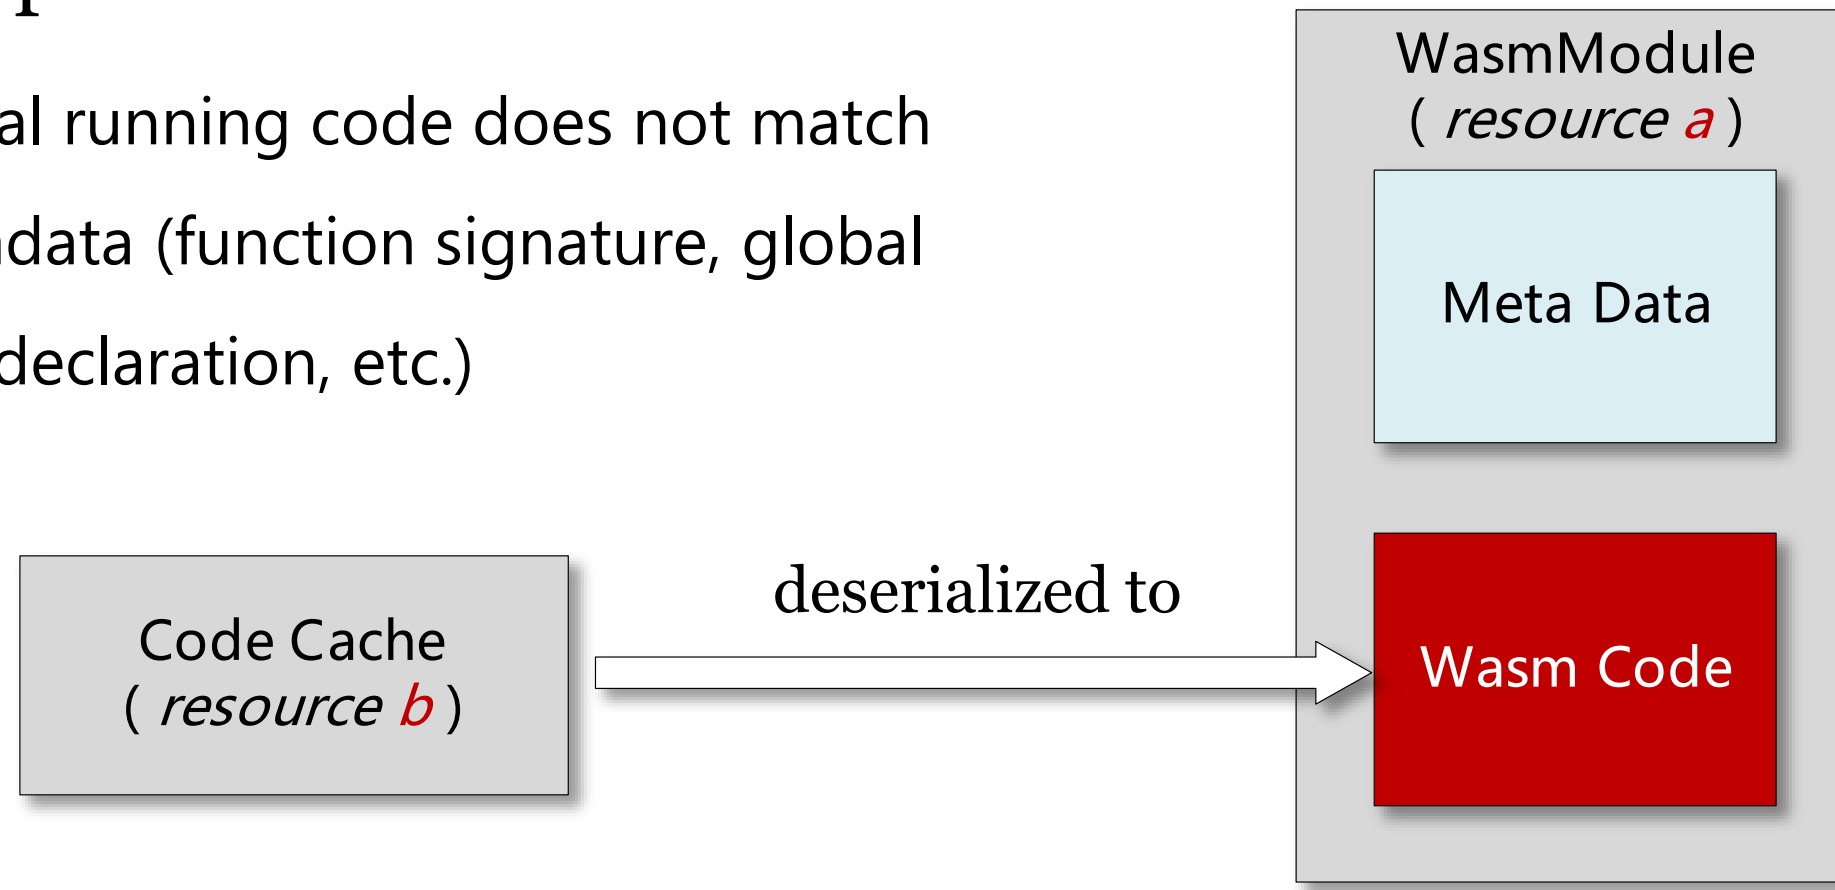 al running code does not match
data (function signature, global
declaration, etc.)
WasmModule
( resource a )
Meta Data
deserialized to
Code Cache
( resource b )
Wasm Code